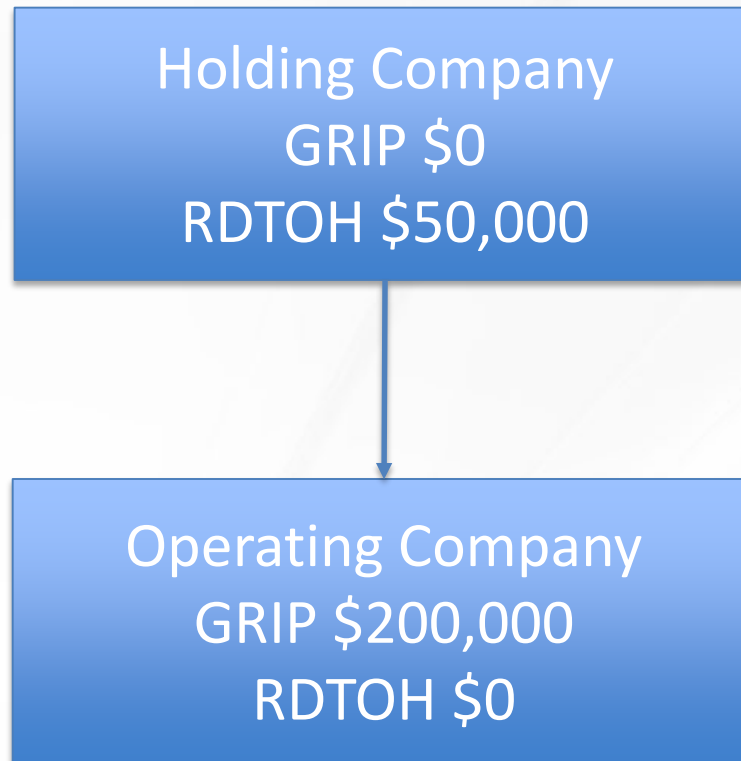 Holding Company
GRIP $0
RDTOH $50,000
Operating Company
GRIP $200,000
RDTOH $0